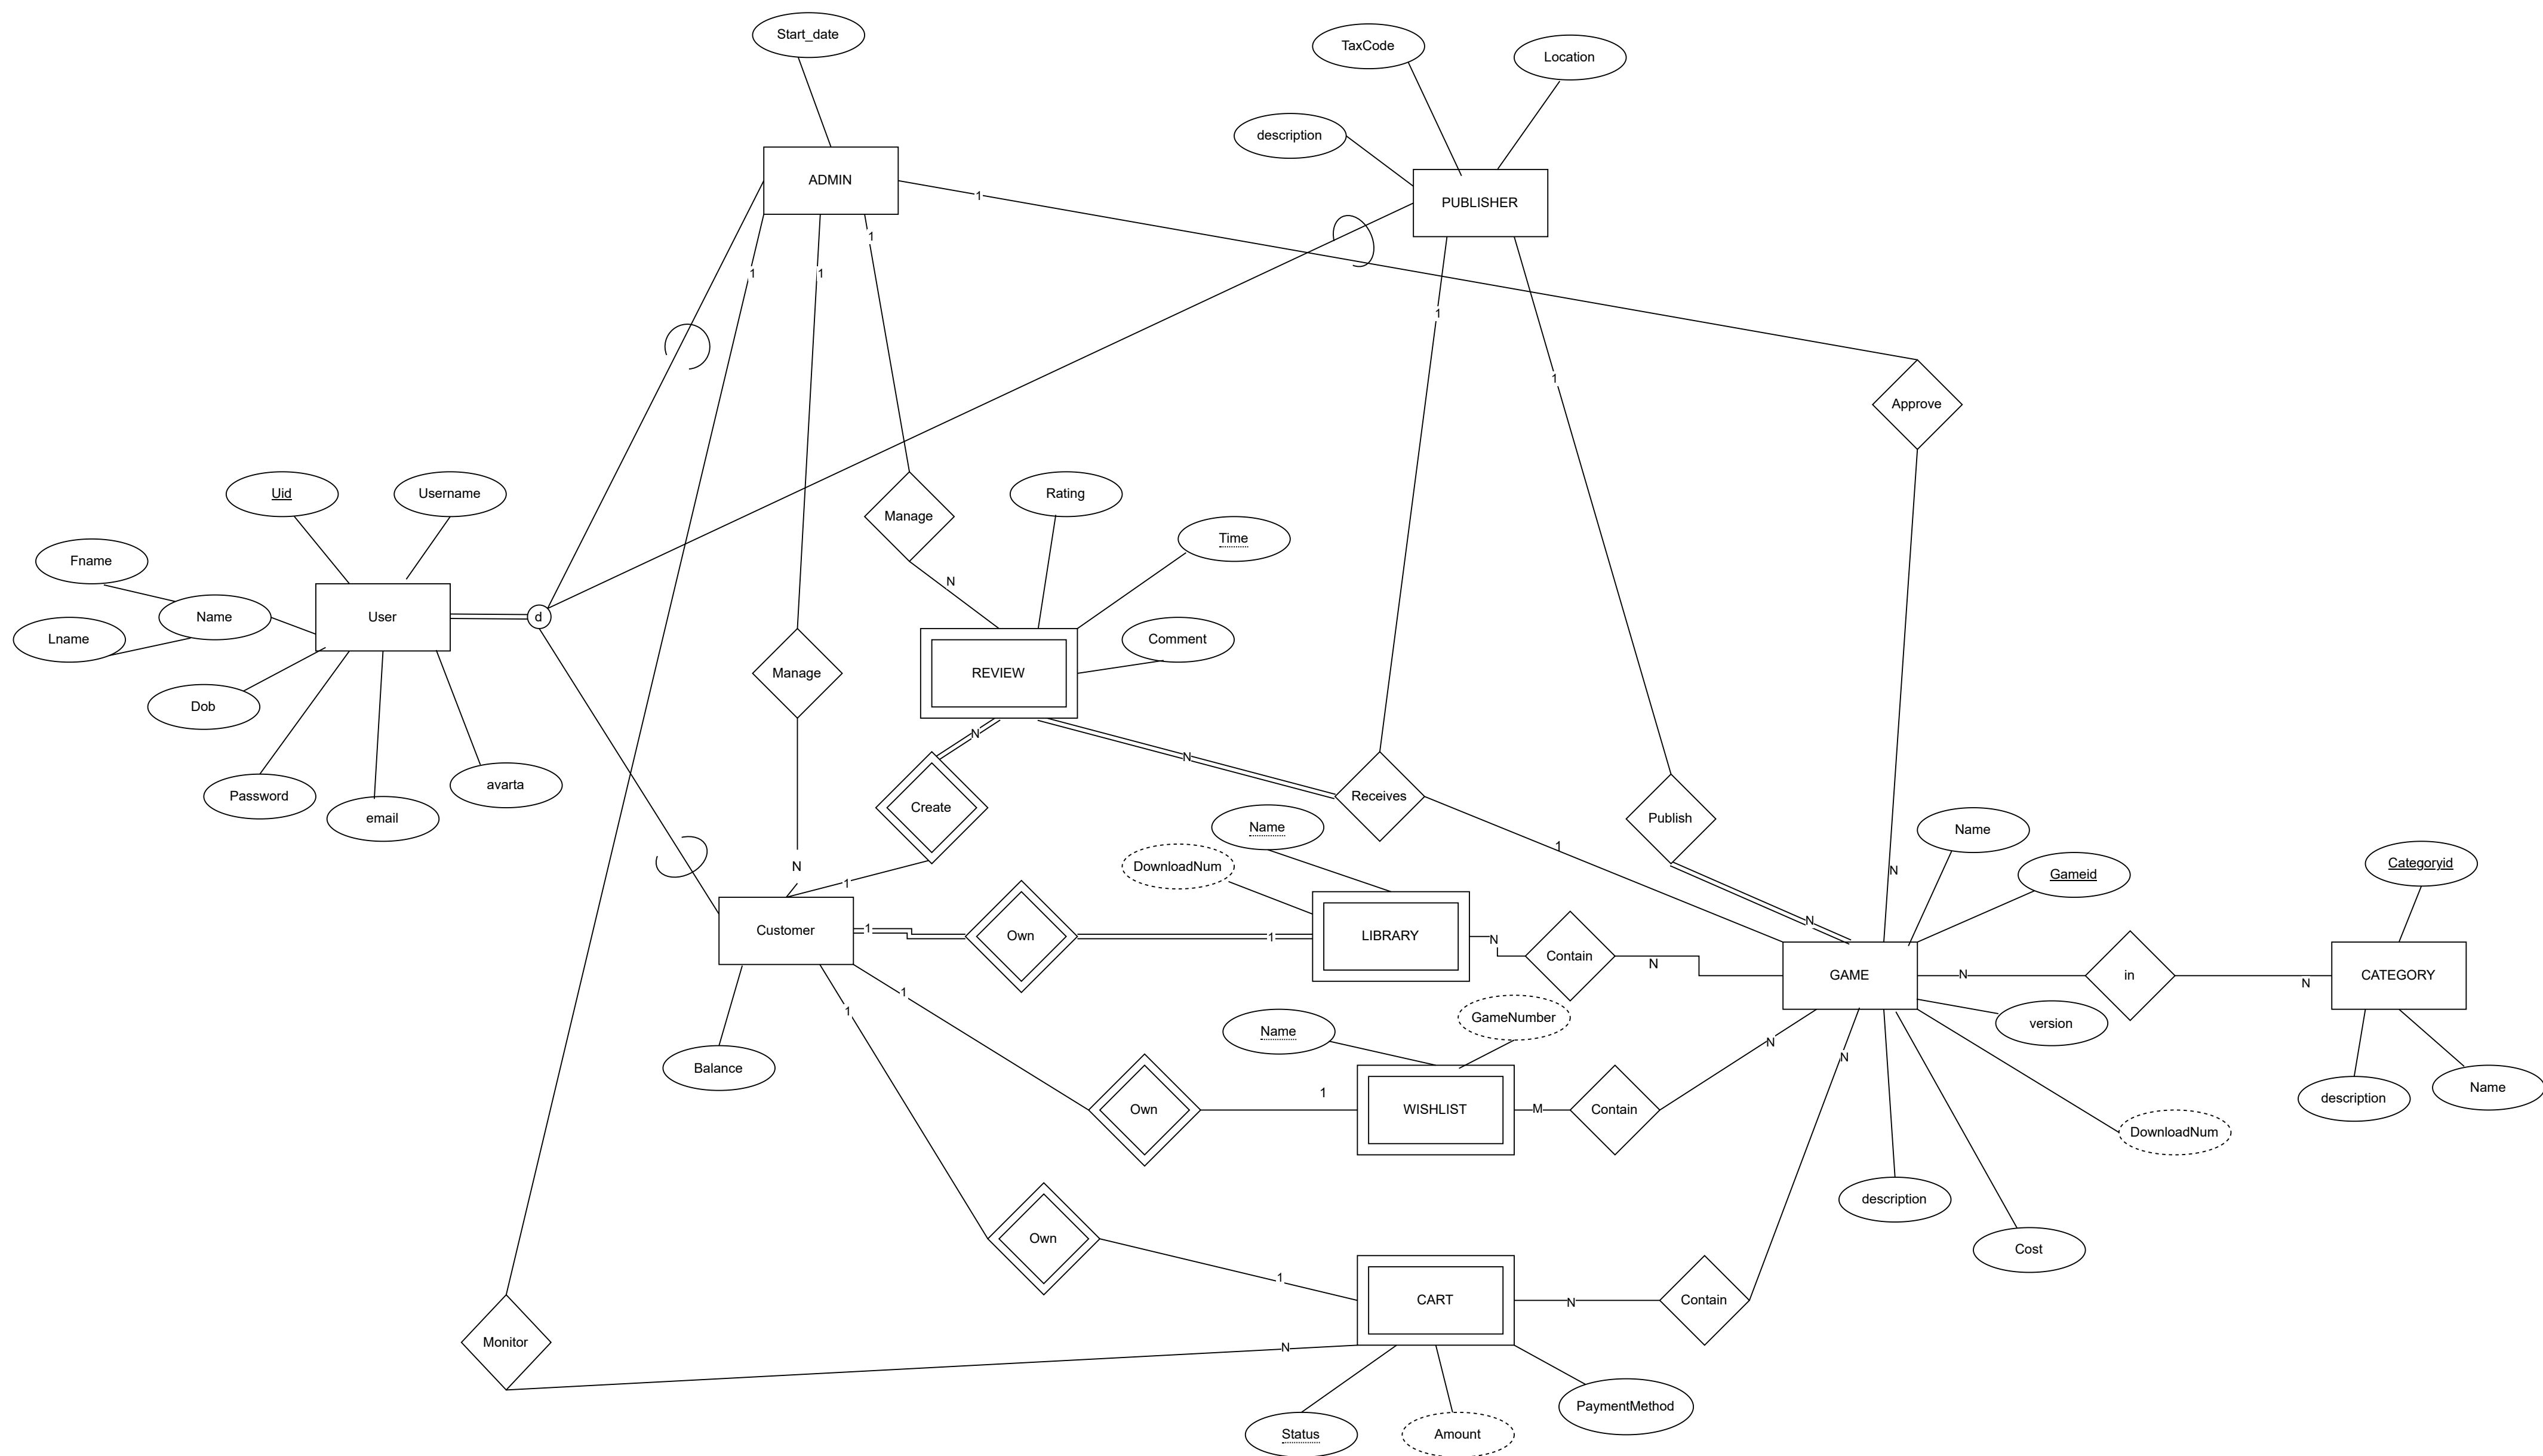 Start_date
TaxCode
Location
description
ADMIN
PUBLISHER
1
1
1
1
1
1
Approve
Uid
Username
Rating
Manage
Time
Fname
Name
User
d
Lname
N
Comment
Manage
REVIEW
Dob
N
N
Password
email
avarta
Create
Receives
Publish
Name
Name
DownloadNum
1
N
Gameid
Categoryid
N
1
N
Customer
1
Own
1
LIBRARY
N
Contain
N
GAME
N
in
N
CATEGORY
1
1
Name
GameNumber
version
N
N
Balance
1
Own
WISHLIST
M
Contain
description
Name
DownloadNum
description
Own
Cost
1
CART
N
Contain
Monitor
N
Status
Amount
PaymentMethod